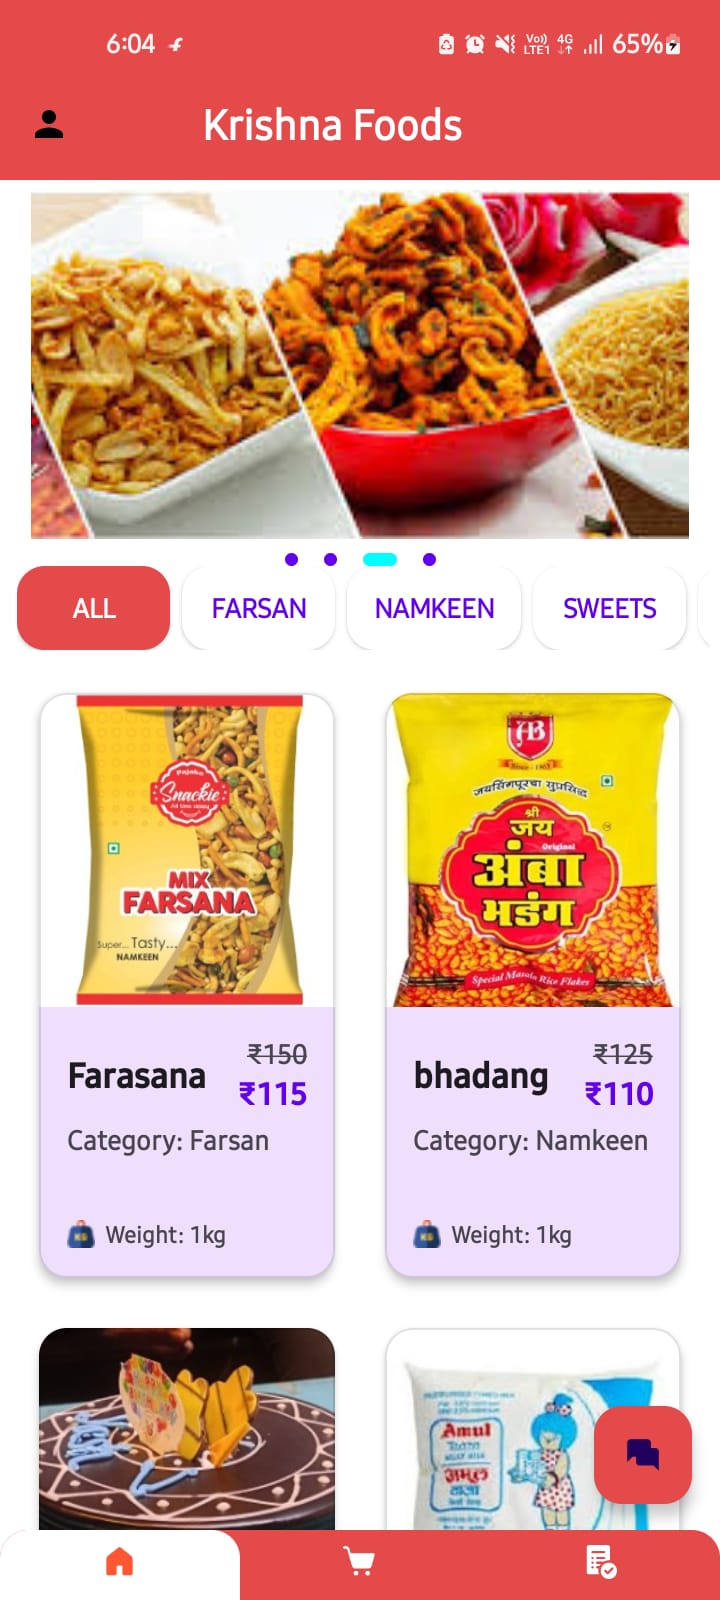 6:04
Vo)) 4G
LTE1
65%
Krishna Foods
ALL
FARSAN
NAMKEEN
SWEETS
Snackie
MIX
FARSANA
Super... Tasty...
NAMKEEN
Farasana
₹150
₹115
Category: Farsan
Weight: 1kg
जयसिंगपूरचा सुप्रसिद्ध
श्री
जय
Original
अंबा
भडंग
Special Masala Rice Flakes
bhadang
₹125
₹110
Category: Namkeen
Weight: 1kg
Amul
Taaza
अमूल
ताज़ा